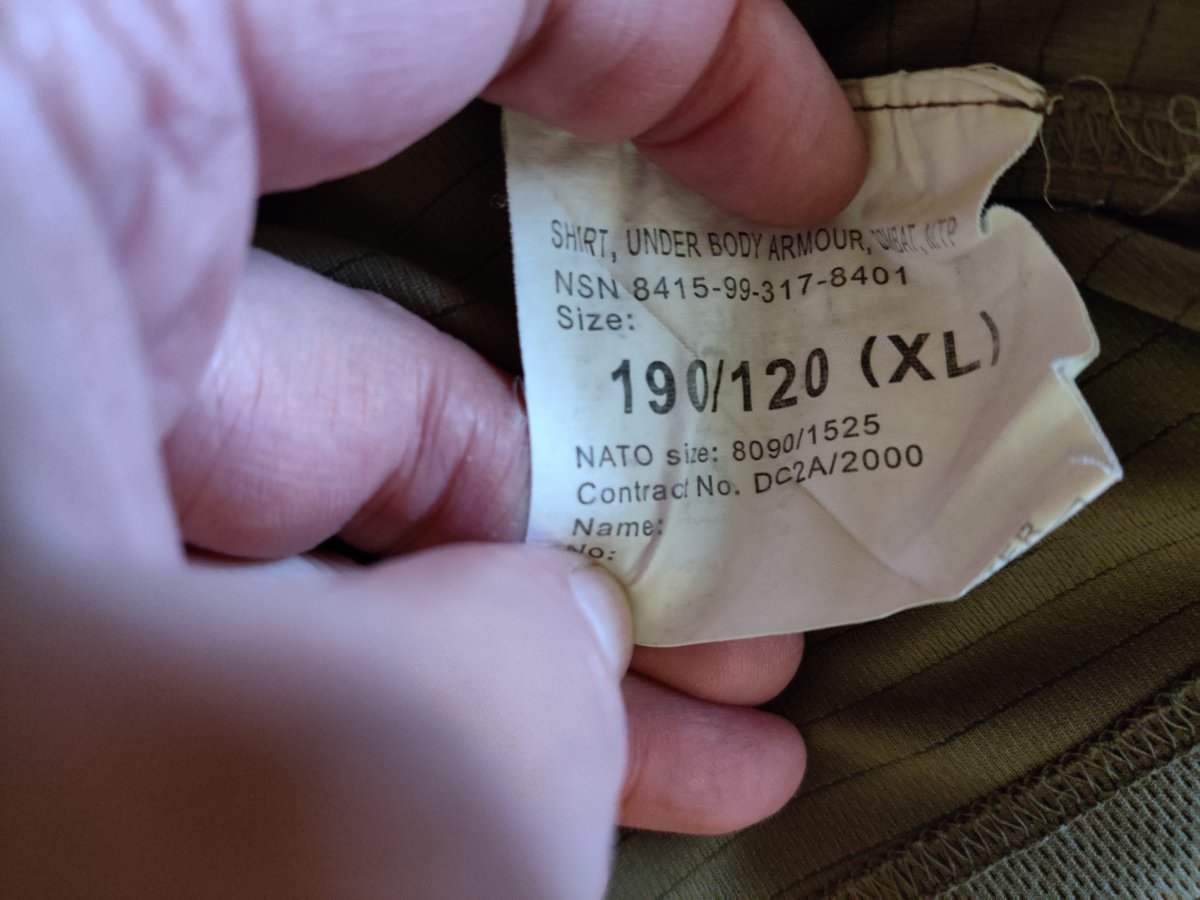 SHIRT, UNDER BODY ARMOUR, COMBAT, MTP
NSN 8415-99-317-8401
Size:
190/120 (XL)
NATO size: 8090/1525
Contract No. DC2A/2000
Name:
No: